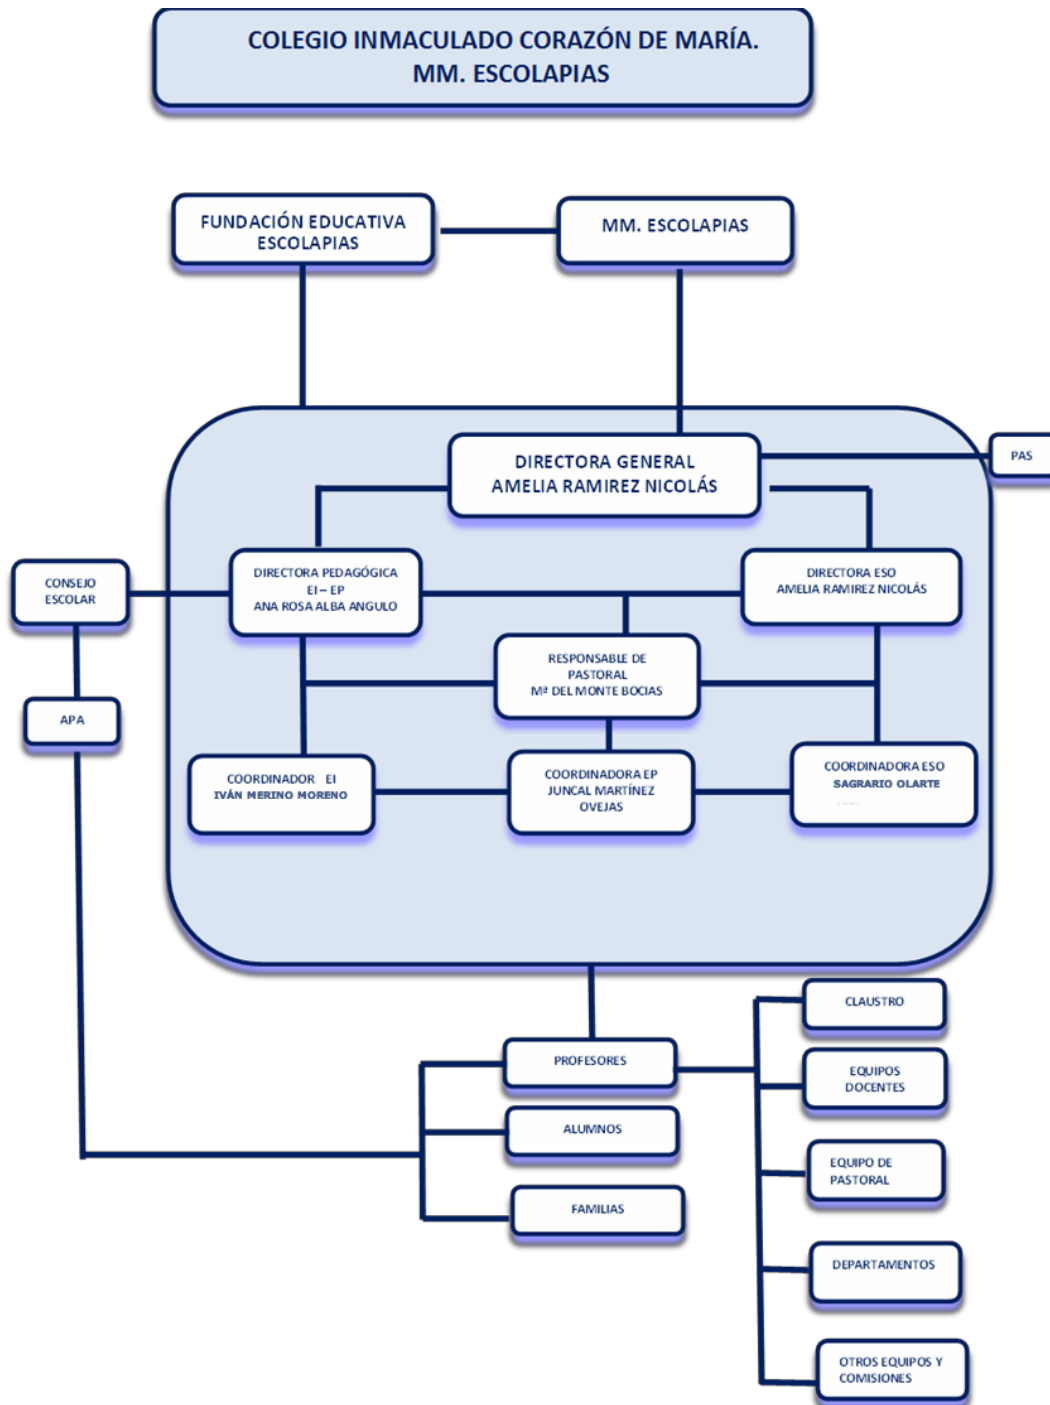 COLEGIO INMACULADO CORAZÓN DE MARÍA.
MM. ESCOLAPIAS
FUNDACIÓN EDUCATIVA
ESCOLAPIAS
MM. ESCOLAPIAS
DIRECTORA GENERAL
AMELIA RAMIREZ NICOLÁS
PAS
CONSEJO
ESCOLAR
DIRECTORA PEDAGÓGICA
EI – EP
ANA ROSA ALBA ANGULO
DIRECTORA ESO
AMELIA RAMIREZ NICOLÁS
RESPONSABLE DE
PASTORAL
Mª DEL MONTE BOCIAS
APA
COORDINADOR EI
IVÁN MERINO MORENO
COORDINADORA EP
JUNCAL MARTÍNEZ
OVEJAS
COORDINADORA ESO
SAGRARIO OLARTE
PROFESORES
ALUMNOS
FAMILIAS
CLAUSTRO
EQUIPOS
DOCENTES
EQUIPO DE
PASTORAL
DEPARTAMENTOS
OTROS EQUIPOS Y
COMISIONES